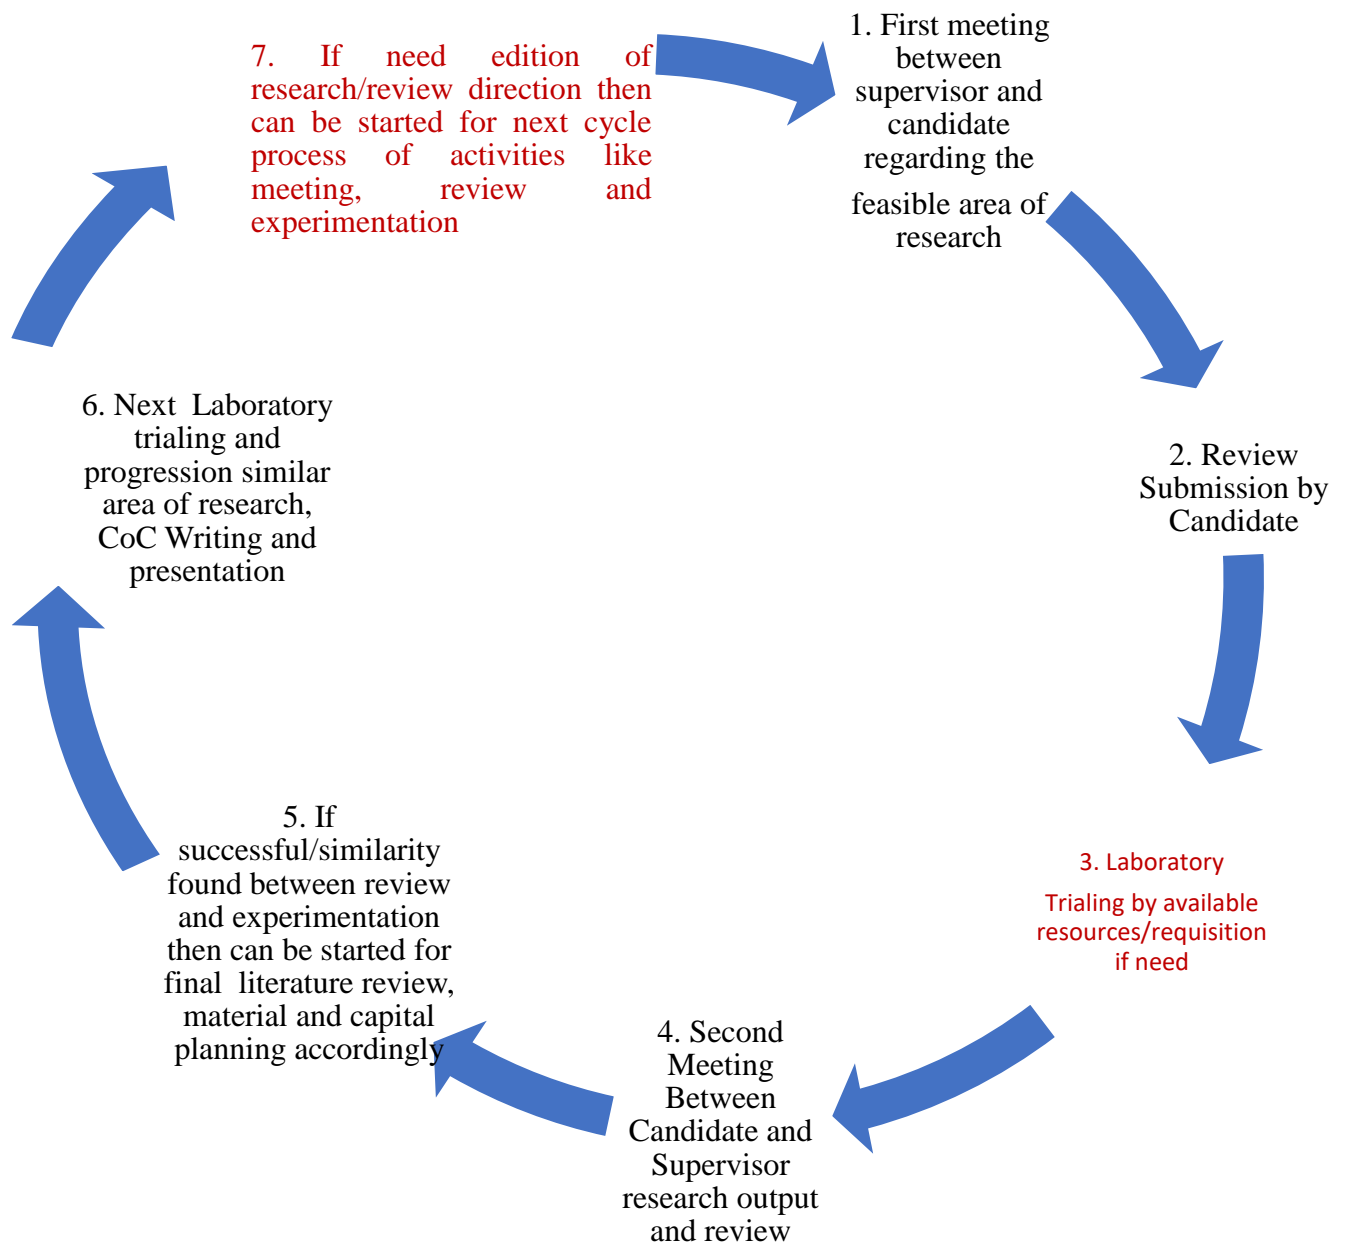 1. First meeting
between
supervisor and
candidate
regarding the
feasible area of
research
2. Review
Submission by
Candidate
3. Laboratory
Trialing by available
resources/requisition
if need
4. Second
Meeting
Between
Candidate and
Supervisor
research output
and review
5. If
successful/similarity
found between review
and experimentation
then can be started for
final literature review,
material and capital
planning accordingly
6. Next Laboratory
trialing and
progression similar
area of research,
CoC Writing and
presentation
7. If need edition of
research/review direction then
can be started for next cycle
process of activities like
meeting, review and
experimentation